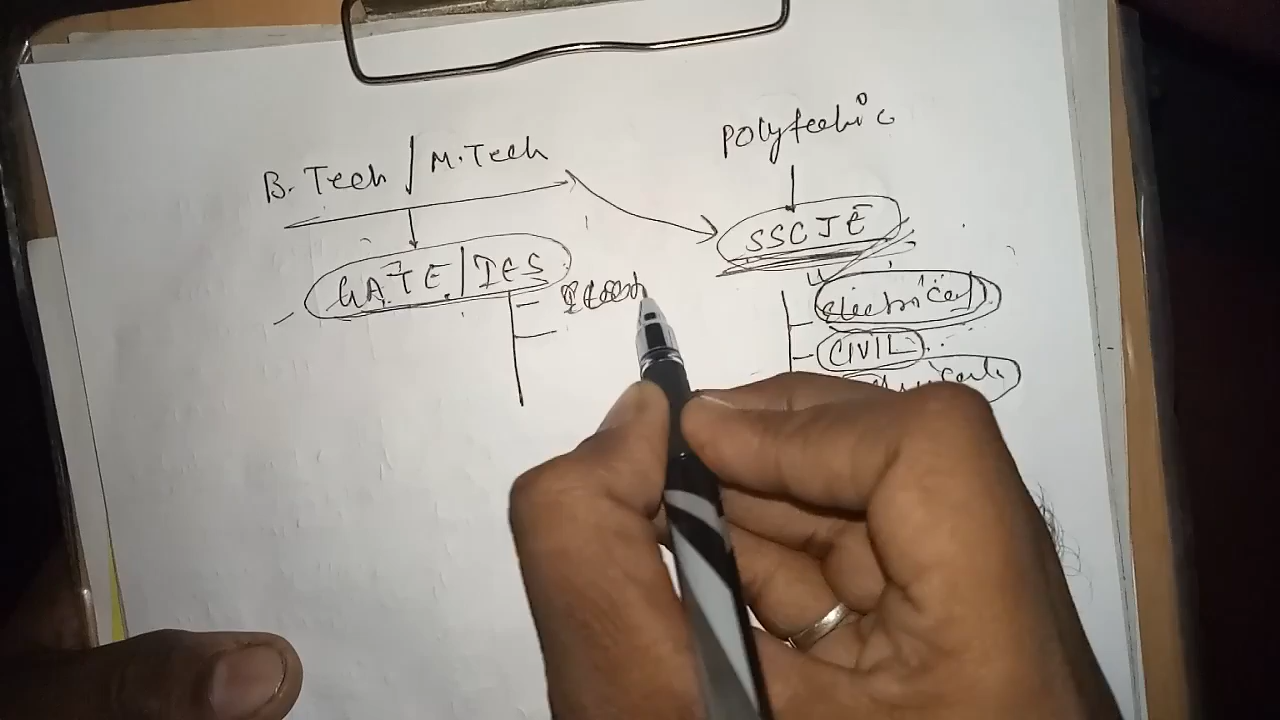 B. Tech / M.Tech
Polytechnic
GATE/IES
SSC JE
electrical
CIVIL